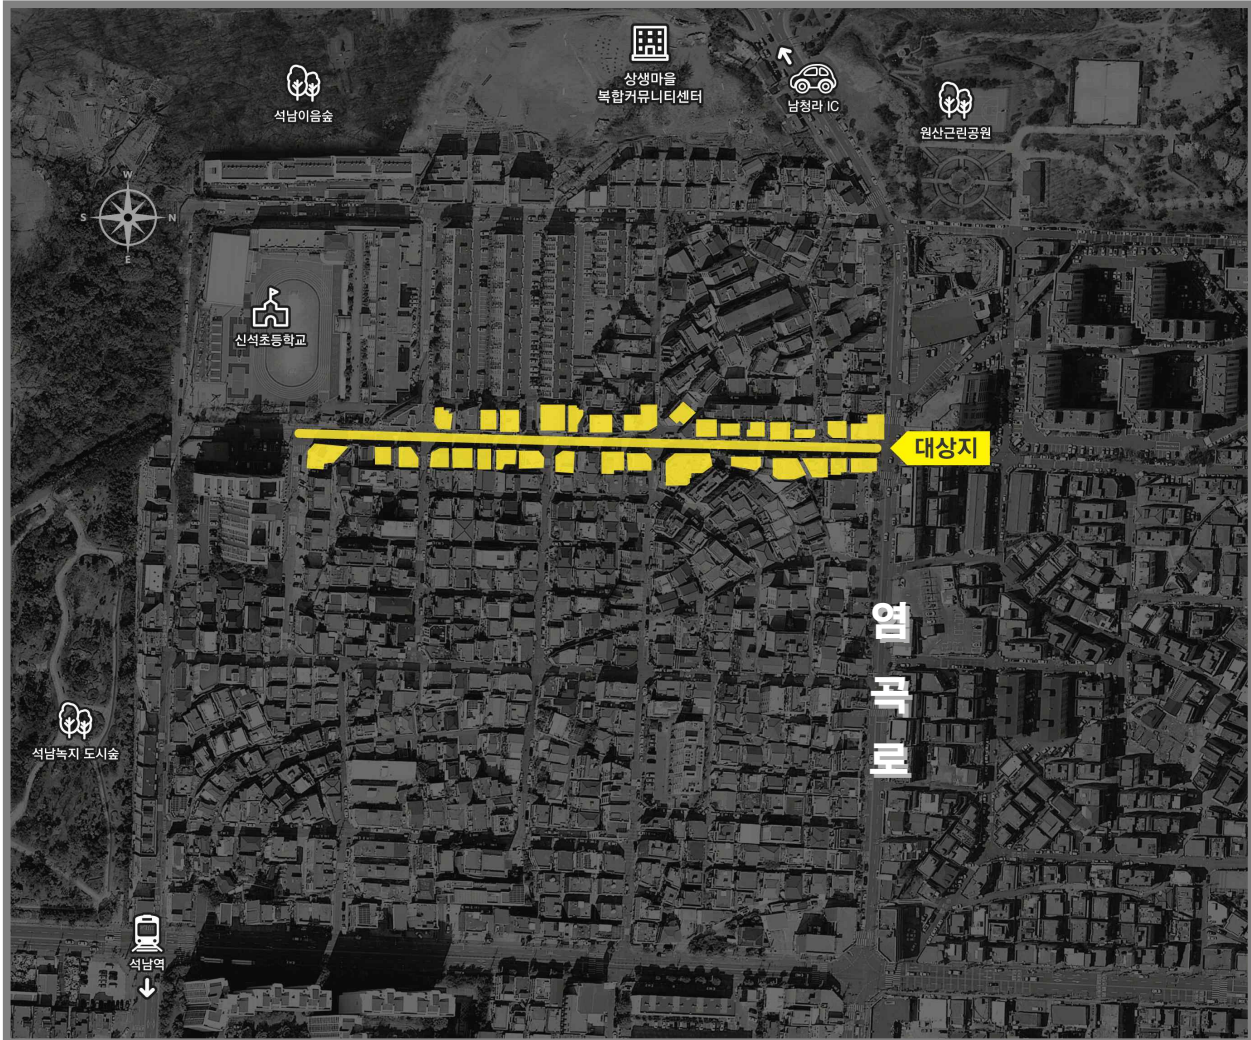 상생마을
복합커뮤니티센터
석남이음숲
남청라 IC
원산근린공원
W
S
N
E
신석초등학교
대상지
염
곡
로
석남녹지 도시숲
석남역